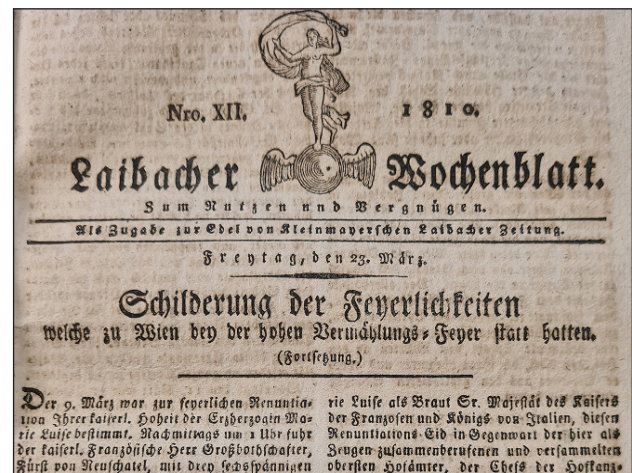 Nro. XII. 1810.
Laibacher Wochenblatt.
Zum Nutzen nnd Vergnügen.
Als Zugabe zur Edel von Kleinmayerschen Laibacher Zeitung.
Freytag, den 23. März.
Schilderung der Feyerlichkeiten
welche zu Wien bey der hohen Vermählungs-Feyer statt hatten.
(Fortsetzung.)
Der 9. März war zur feyerlichen Renuntia-
tion Ihrer kaiserl. Hoheit der Erzherzogin Ma-
rie Luise bestimmt. Nachmittags um 1 Uhr fuhr
der kaiserl. Französische Herr Großbothschafter,
Fürst von Neuschatel, mit drey sechsspännigen
rie Luise als Braut Sr. Majestät des Kaisers
der Franzosen und Königs von Italien, diesen
Renuntiations-Eid in Gegenwart der hier als
Zeugen zusammenberufenen und versammelten
obersten Hofämter, der Chefs der Hofkanz-